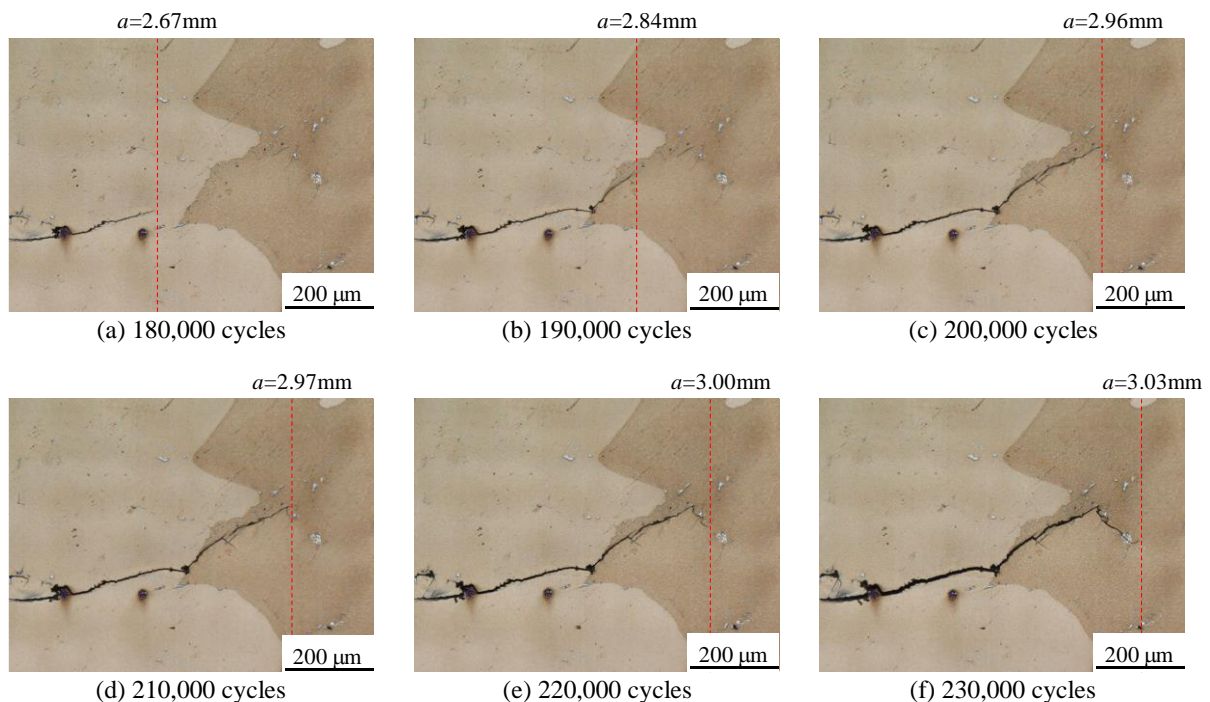 a=2.67mm
a=2.84mm
a=2.96mm
200 μm
200 μm
200 μm
(a) 180,000 cycles
(b) 190,000 cycles
(c) 200,000 cycles
a=2.97mm
a=3.00mm
a=3.03mm
200 μm
200 μm
200 μm
(d) 210,000 cycles
(e) 220,000 cycles
(f) 230,000 cycles